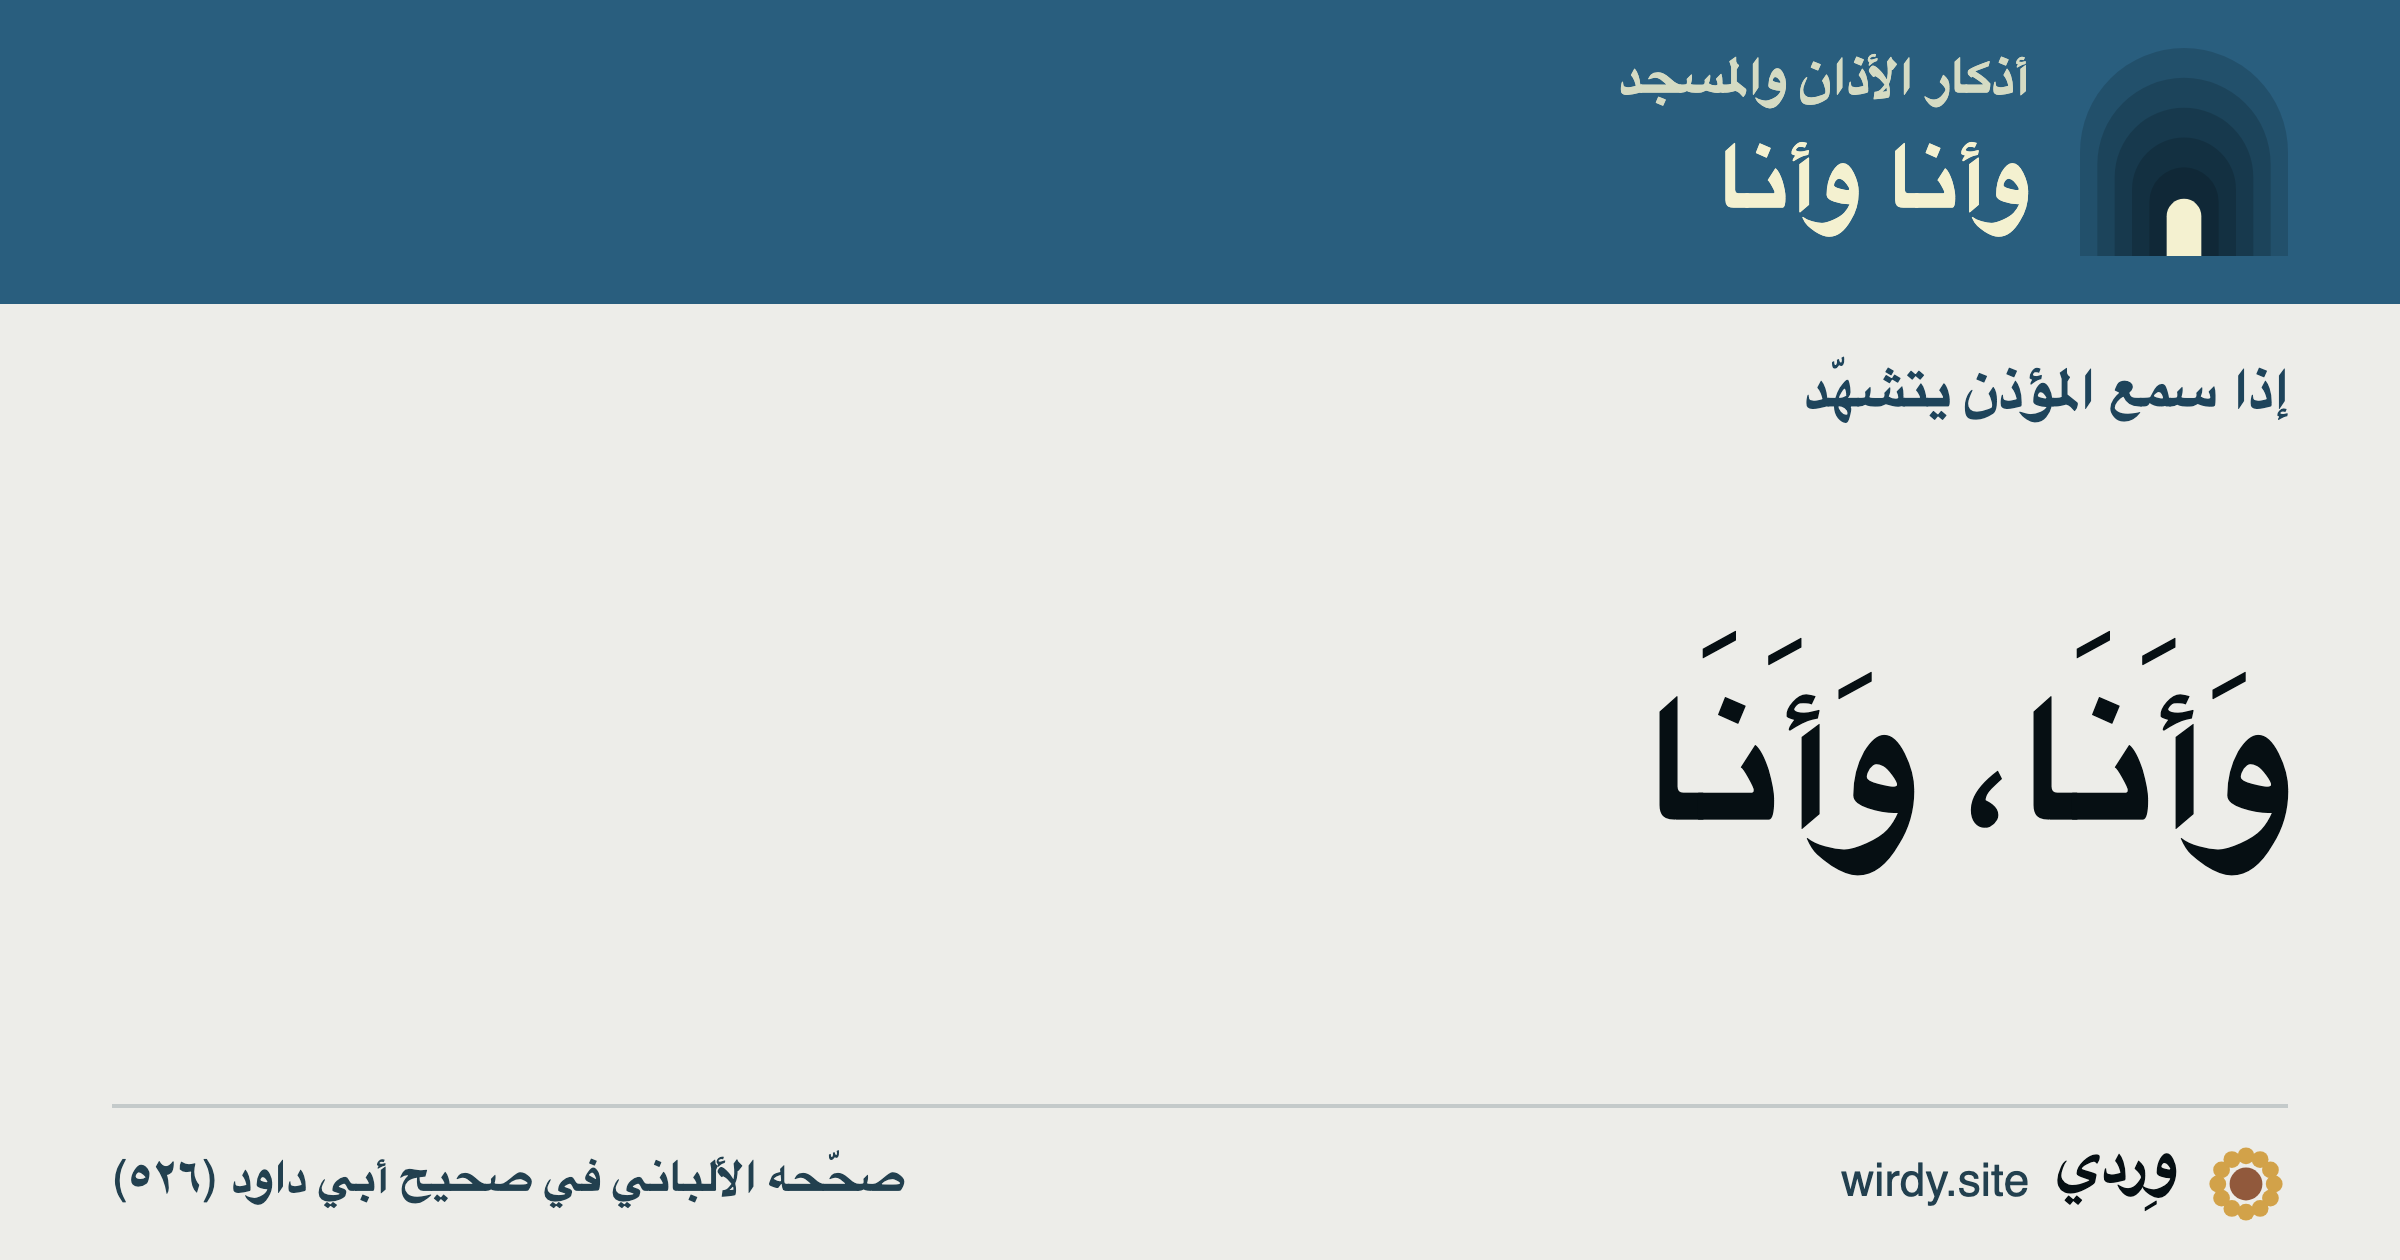 أذكار الأذان والمسجد
وأنا وأنا
إذا سمع المؤذن يتشهّد
وَأَنَا، وَأَنَا
وِردي wirdy.site
صحّحه الألباني في صحيح أبي داود (٥٢٦)